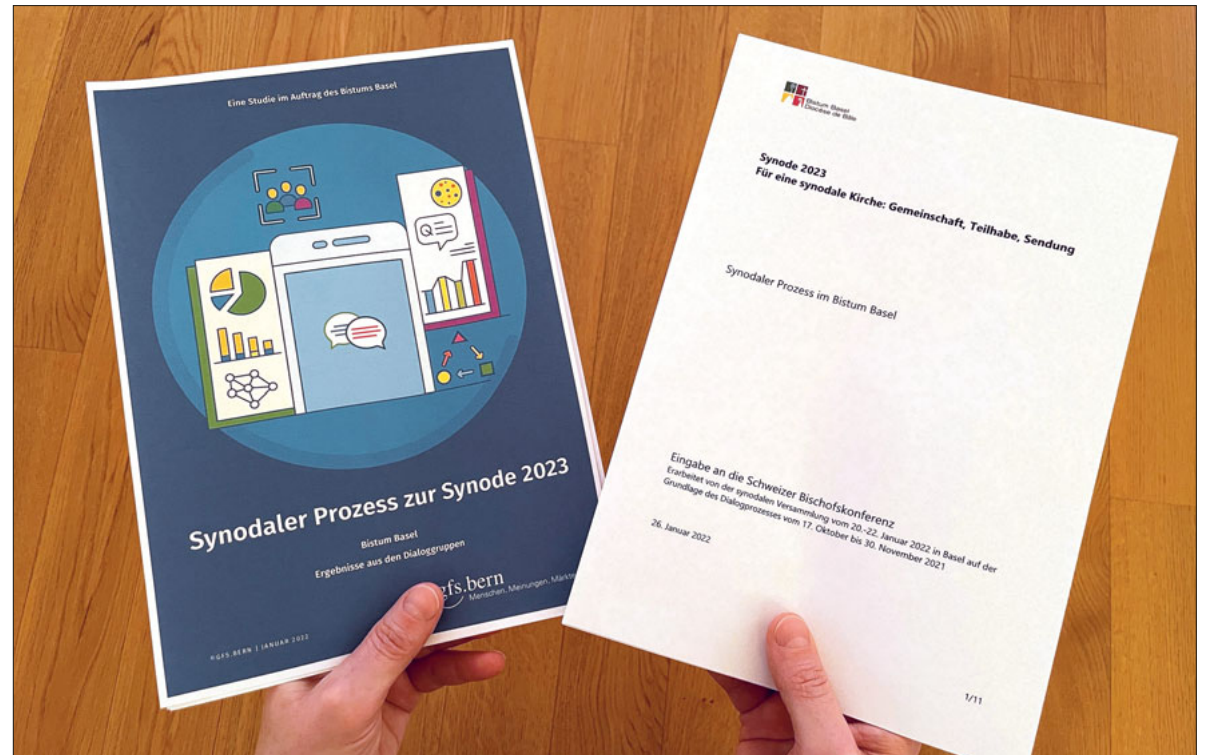 Eine Studie im Auftrag des Bistums Basel
Synodaler Prozess zur Synode 2023
Bistum Basel
Ergebnisse aus den Dialoggruppen
gfs.bern
Menschen, Meinungen, Märkte
©GFS.BERN | JANUAR 2022
Bistum Basel
Diocèse de Bâle
Synode 2023
Für eine synodale Kirche: Gemeinschaft, Teilhabe, Sendung
Synodaler Prozess im Bistum Basel
Eingabe an die Schweizer Bischofskonferenz
Erarbeitet von der synodalen Versammlung vom 20.-22. Januar 2022 in Basel auf der
Grundlage des Dialogprozesses vom 17. Oktober bis 30. November 2021
26. Januar 2022
1/11